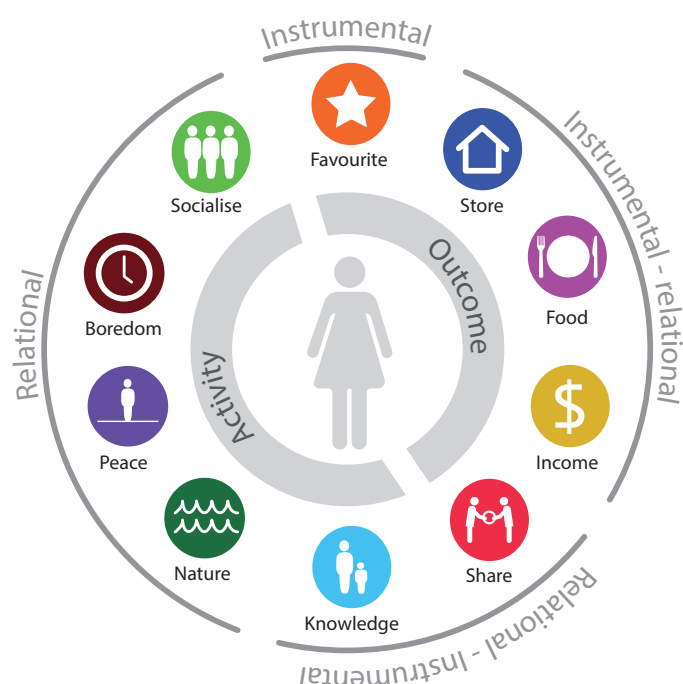 Instrumental
Favourite
Store
Instrumental - relational
Food
Income
Share
Relational - Instrumental
Knowledge
Nature
Peace
Boredom
Socialise
Relational
Outcome
Activity
$